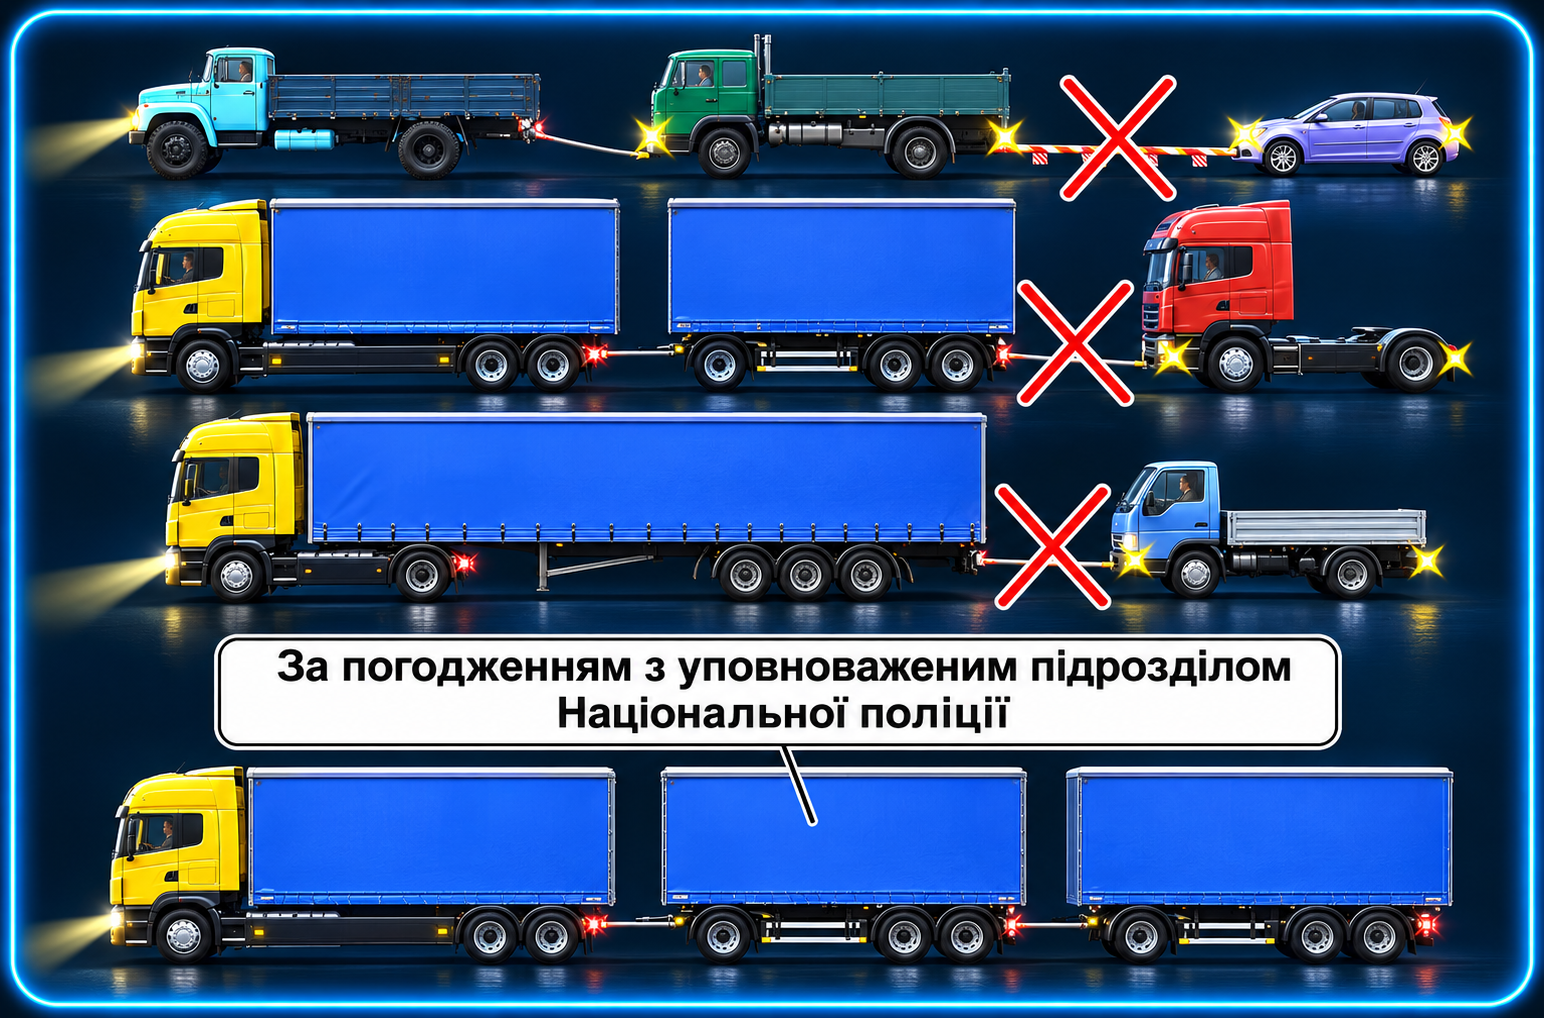 За погодженням з уповноваженим підрозділом
Національної поліції